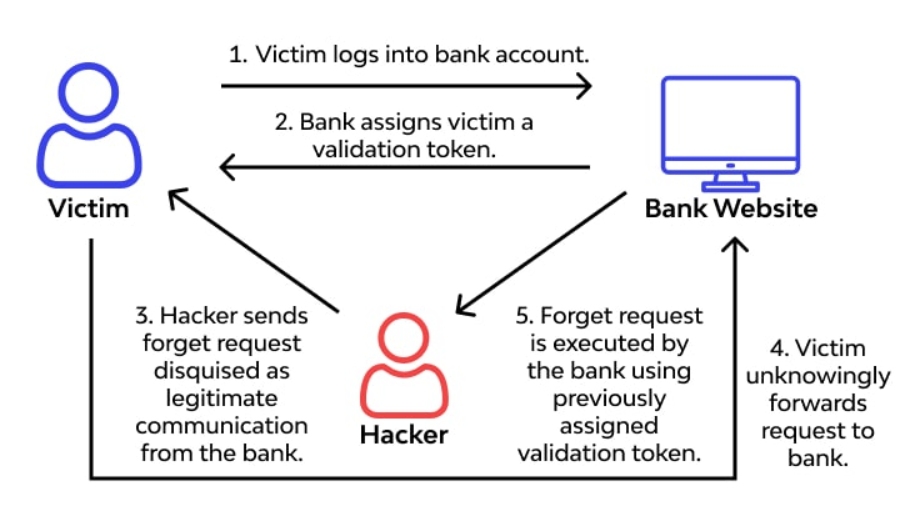 1. Victim logs into bank account.
2. Bank assigns victim a
validation token.
Victim
Bank Website
3. Hacker sends
forget request
disquised as
legitimate
communication
from the bank.
Hacker
5. Forget request
is executed by
the bank using
previously
assigned
validation token.
4. Victim
unknowingly
forwards
request to
bank.